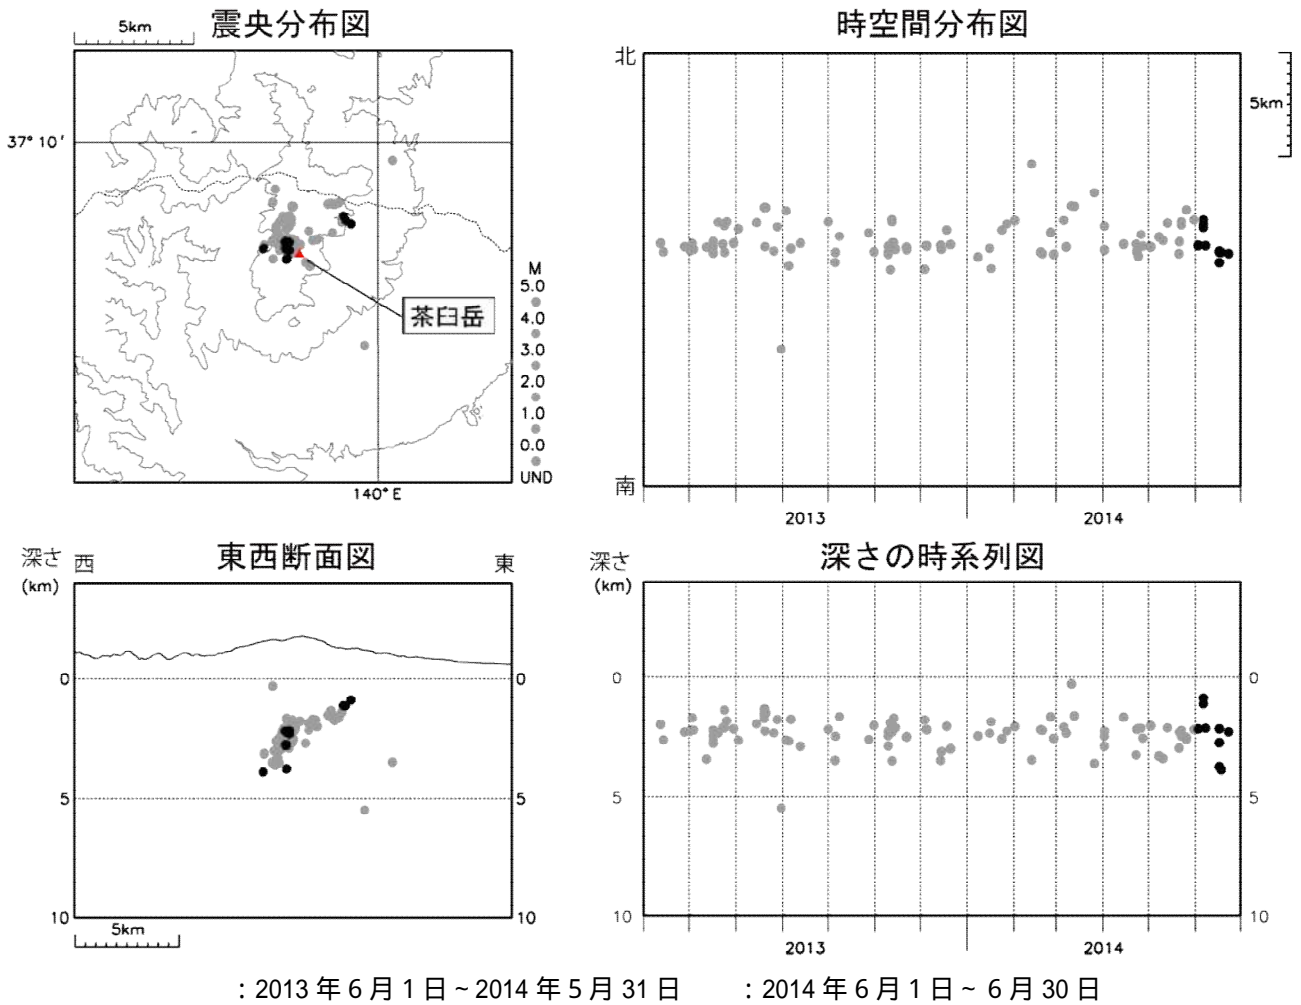 震央分布図
5km
37° 10'
茶臼岳
M
5.0
4.0
3.0
2.0
1.0
0.0
UND
140° E
時空間分布図
北
5km
南
2013
2014
東西断面図
深さ
(km)
西
東
0
0
5
5
10
10
5km
深さの時系列図
深さ
(km)
0
0
5
5
10
10
2013
2014
：2013 年 6 月 1 日 ~ 2014 年 5 月 31 日
：2014 年 6 月 1 日 ~ 6 月 30 日